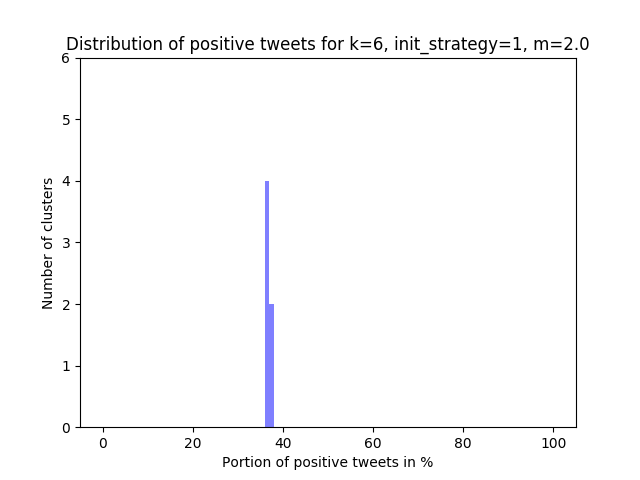 Distribution of positive tweets for k=6, init_strategy=1, m=2.0
6
5
4
3
2
1
0
Number of clusters
0 20 40 60 80 100
Portion of positive tweets in %